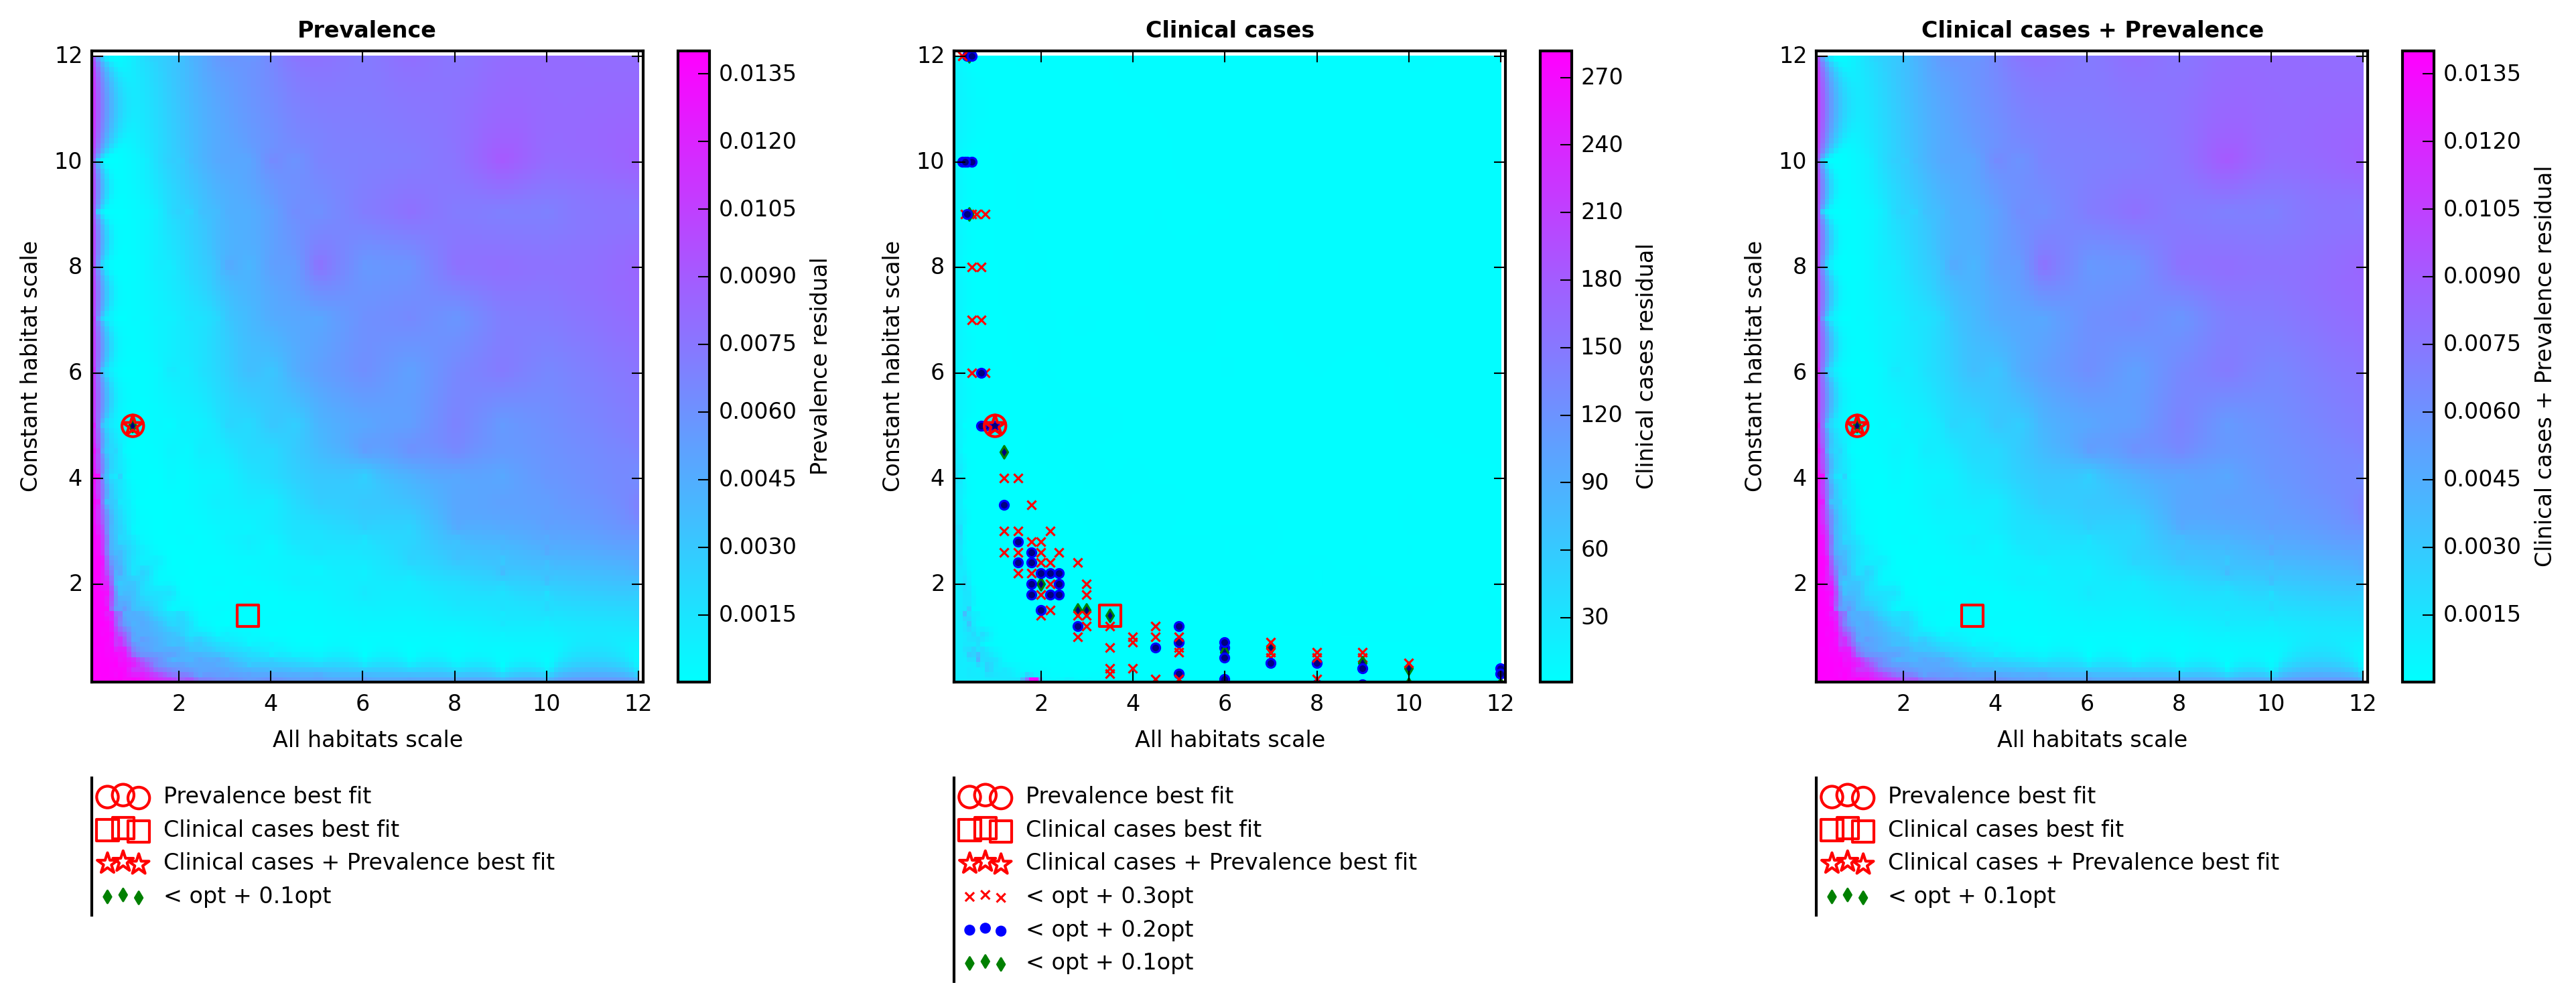 Prevalence
12
10
8
6
4
2
Constant habitat scale
2 4 6 8 10 12
All habitats scale
0.0135
0.0120
0.0105
0.0090
0.0075
0.0060
0.0045
0.0030
0.0015
Prevalence residual
Prevalence best fit
Clinical cases best fit
Clinical cases + Prevalence best fit
< opt + 0.1opt
Clinical cases
12
10
8
6
4
2
Constant habitat scale
2 4 6 8 10 12
All habitats scale
270
240
210
180
150
120
90
60
30
Clinical cases residual
Prevalence best fit
Clinical cases best fit
Clinical cases + Prevalence best fit
< opt + 0.3opt
< opt + 0.2opt
< opt + 0.1opt
Clinical cases + Prevalence
12
10
8
6
4
2
Constant habitat scale
2 4 6 8 10 12
All habitats scale
0.0135
0.0120
0.0105
0.0090
0.0075
0.0060
0.0045
0.0030
0.0015
Clinical cases + Prevalence residual
Prevalence best fit
Clinical cases best fit
Clinical cases + Prevalence best fit
< opt + 0.1opt